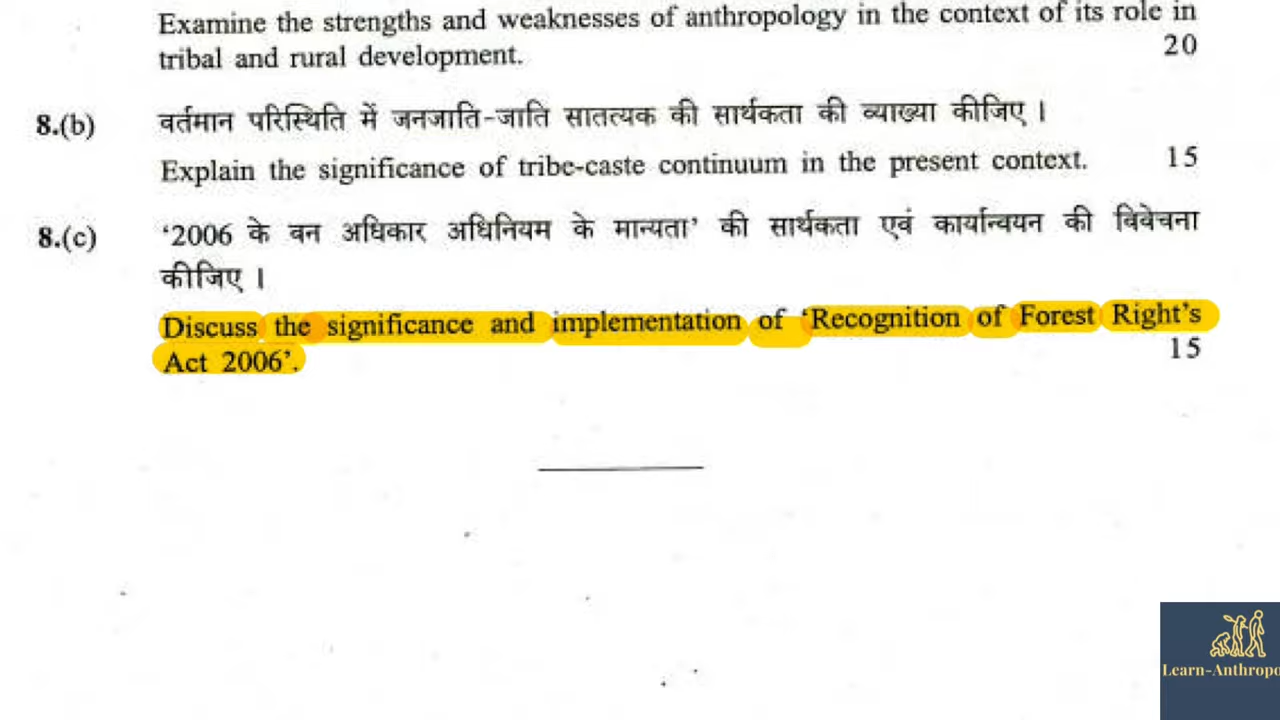 Examine the strengths and weaknesses of anthropology in the context of its role in
tribal and rural development. 20
8.(b) वर्तमान परिस्थिति में जनजाति-जाति सातत्यक की सार्थकता की व्याख्या कीजिए ।
Explain the significance of tribe-caste continuum in the present context. 15
8.(c) ‘2006 के वन अधिकार अधिनियम के मान्यता’ की सार्थकता एवं कार्यान्वयन की विवेचना
कीजिए ।
Discuss the significance and implementation of ‘Recognition of Forest Right’s
Act 2006’. 15
Learn-Anthropo